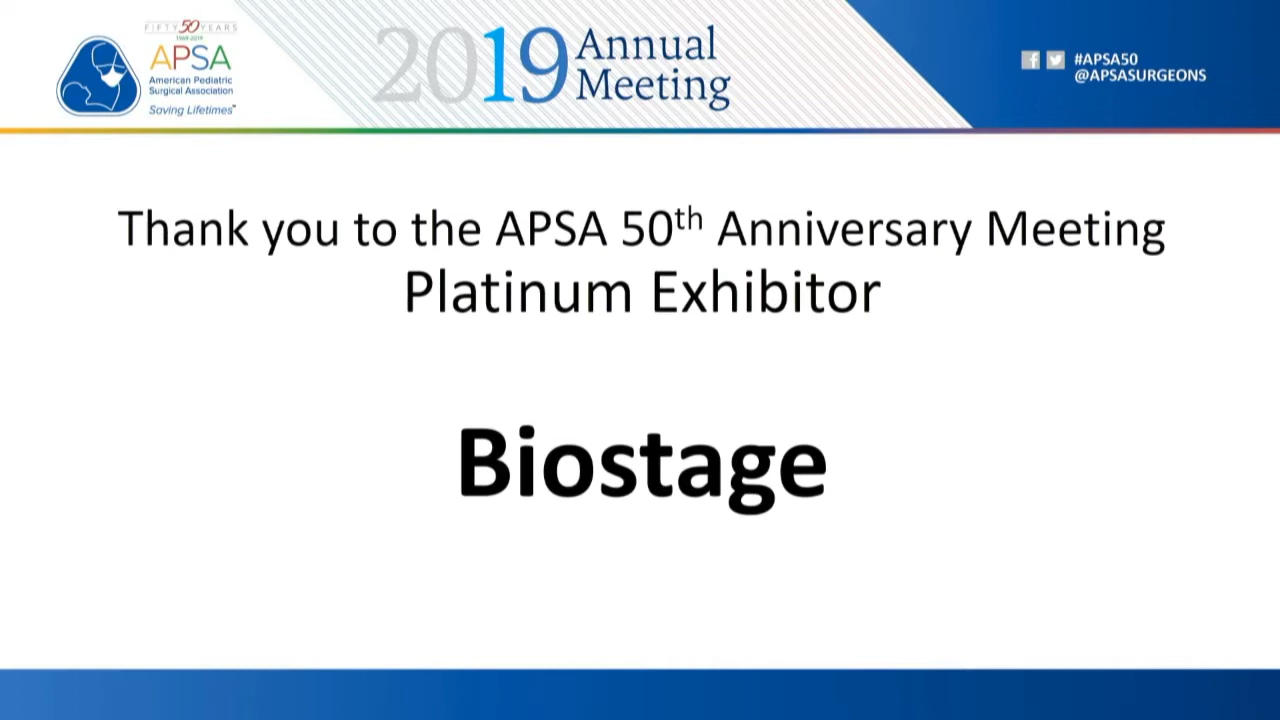 FIFTY 50 YEARS
1969-2019
APSA
American Pediatric
Surgical Association
Saving Lifetimes™
2019 Annual
Meeting
#APSA50
@APSASURGEONS
Thank you to the APSA 50th Anniversary Meeting
Platinum Exhibitor
Biostage